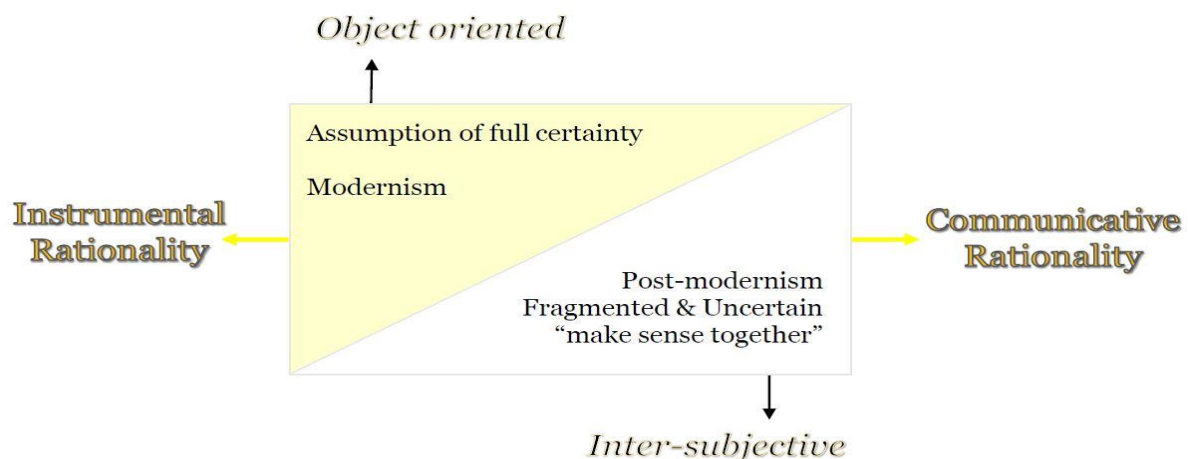 Object oriented
Assumption of full certainty
Modernism
Instrumental
Rationality
Communicative
Rationality
Post-modernism
Fragmented & Uncertain
“make sense together”
Inter-subjective